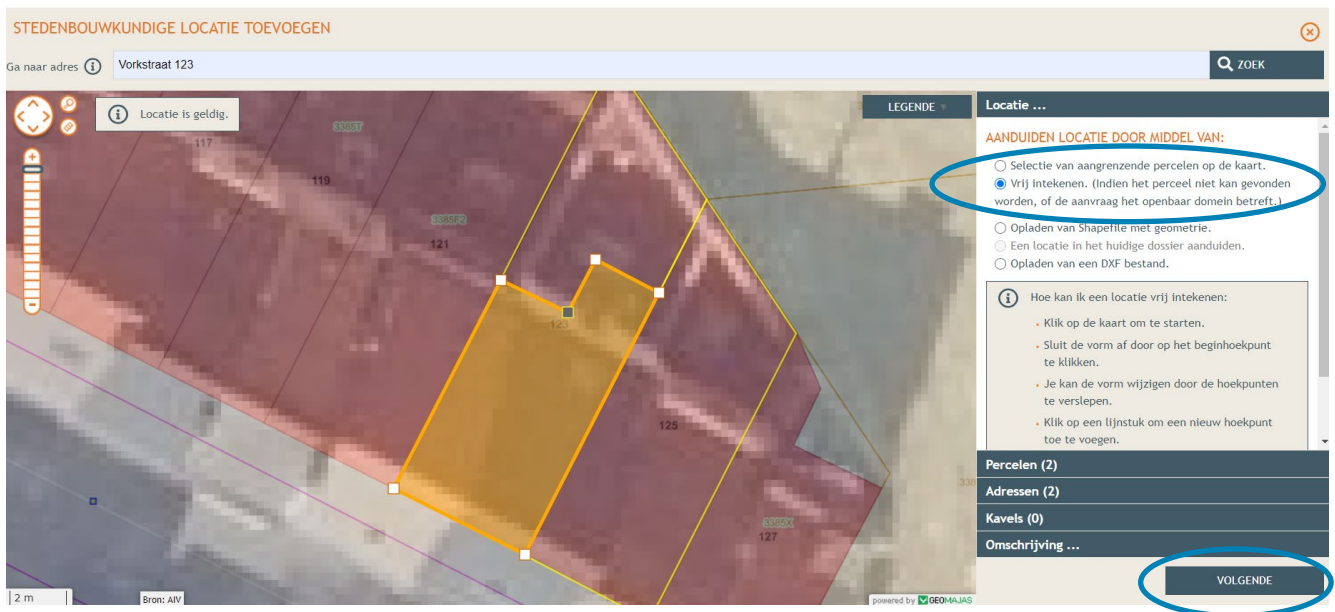 STEDENBOUWKUNDIGE LOCATIE TOEVOEGEN
Ga naar adres
Vorkstraat 123
ZOEK
Locatie is geldig.
LEGENDE
3385T
117
119
3385F2
121
123
125
3385X
127
338
2 m
Bron: AIV
powered by GEOMAJAS
Locatie ...
AANDUIDEN LOCATIE DOOR MIDDEL VAN:
Selectie van aangrenzende percelen op de kaart.
Vrij intekenen. (Indien het perceel niet kan gevonden
worden, of de aanvraag het openbaar domein betreft.)
Opladen van Shapefile met geometrie.
Een locatie in het huidige dossier aanduiden.
Opladen van een DXF bestand.
Hoe kan ik een locatie vrij intekenen:
• Klik op de kaart om te starten.
• Sluit de vorm af door op het beginhoekpunt
te klikken.
• Je kan de vorm wijzigen door de hoekpunten
te verslepen.
• Klik op een lijnstuk om een nieuw hoekpunt
toe te voegen.
Percelen (2)
Adressen (2)
Kavels (0)
Omschrijving ...
VOLGENDE